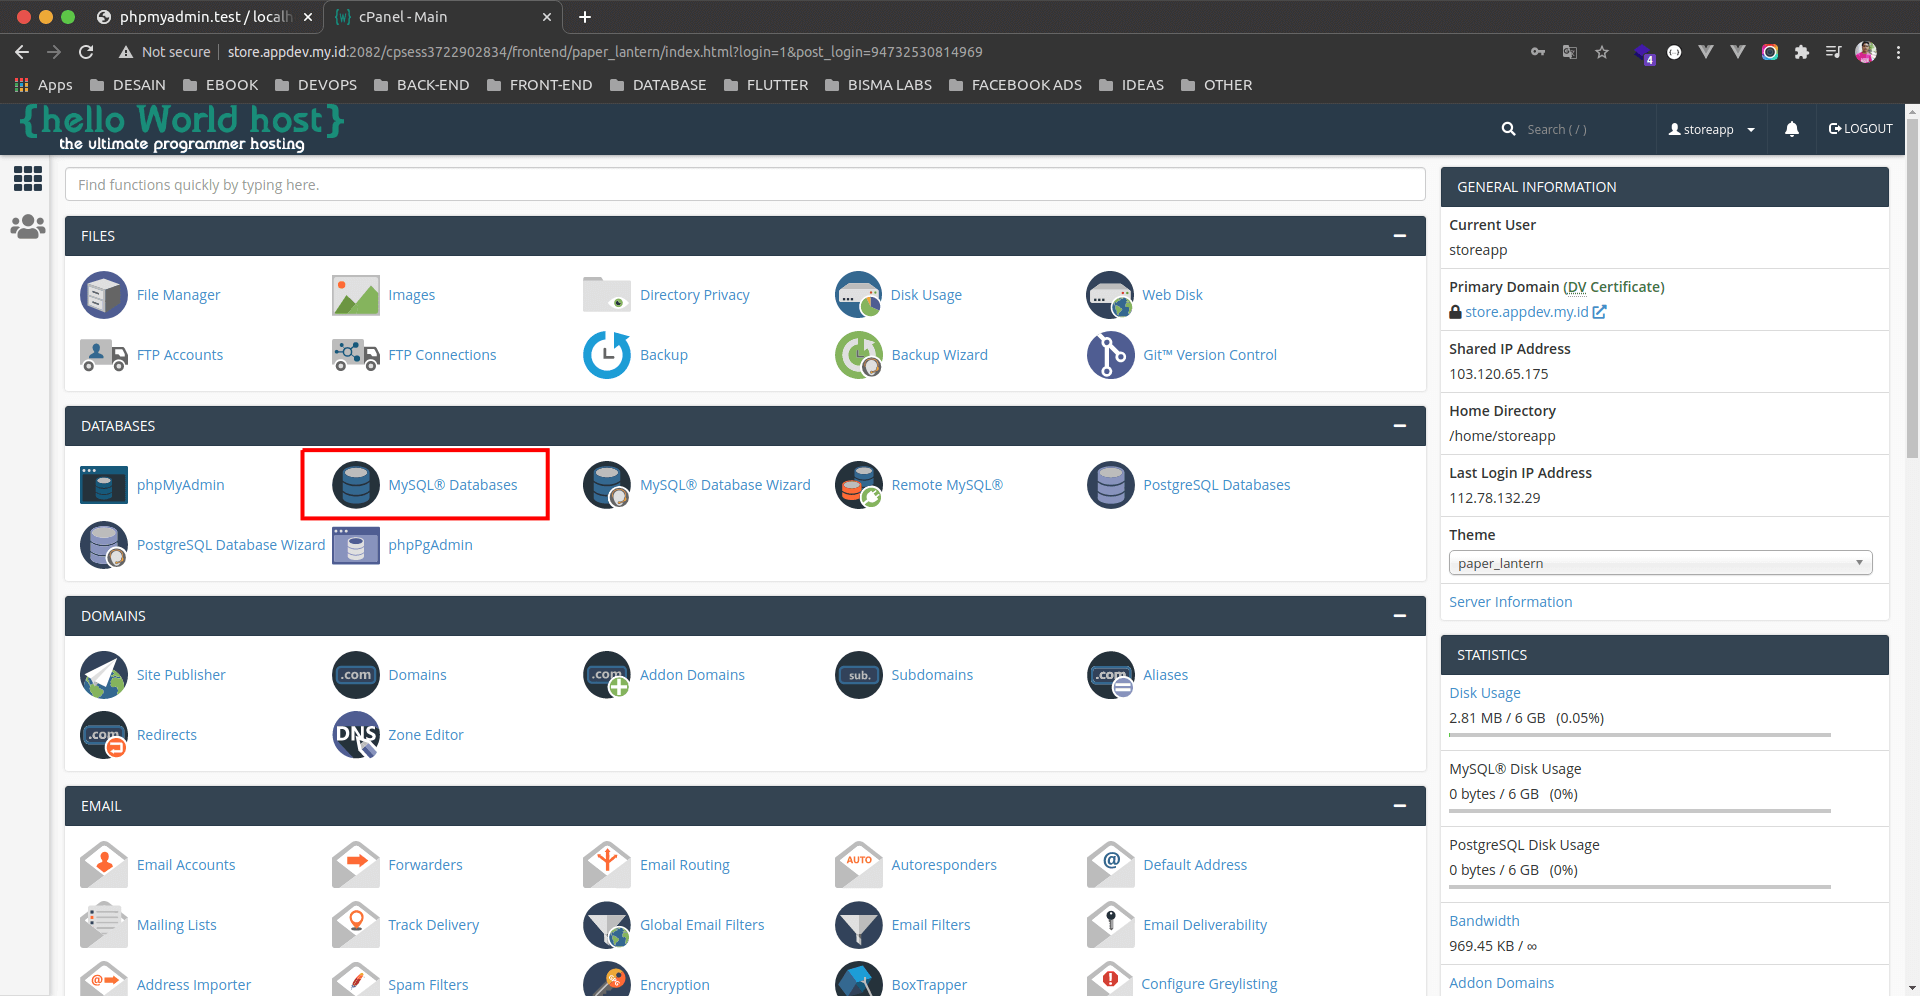 phpmyadmin.test / localh
cPanel - Main
Not secure
store.appdev.my.id:2082/cpsess3722902834/frontend/paper_lantern/index.html?login=1&post_login=94732530814969
4
Apps
DESAIN
EBOOK
DEVOPS
BACK-END
FRONT-END
DATABASE
FLUTTER
BISMA LABS
FACEBOOK ADS
IDEAS
OTHER
{hello World host}
the ultimate programmer hosting
Search ( / )
storeapp
LOGOUT
Find functions quickly by typing here.
FILES
File Manager
Images
Directory Privacy
Disk Usage
Web Disk
FTP Accounts
FTP Connections
Backup
Backup Wizard
Git™ Version Control
DATABASES
phpMyAdmin
MySQL® Databases
MySQL® Database Wizard
Remote MySQL®
PostgreSQL Databases
PostgreSQL Database Wizard
phpPgAdmin
DOMAINS
Site Publisher
.com
Domains
.com
Addon Domains
sub.
Subdomains
.com
Aliases
.com
Redirects
DNS
Zone Editor
EMAIL
Email Accounts
Forwarders
Email Routing
AUTO
Autoresponders
@
Default Address
Mailing Lists
Track Delivery
Global Email Filters
Email Filters
Email Deliverability
@
Address Importer
Spam Filters
Encryption
BoxTrapper
Configure Greylisting
GENERAL INFORMATION
Current User
storeapp
Primary Domain (DV Certificate)
store.appdev.my.id
Shared IP Address
103.120.65.175
Home Directory
/home/storeapp
Last Login IP Address
112.78.132.29
Theme
paper_lantern
Server Information
STATISTICS
Disk Usage
2.81 MB / 6 GB (0.05%)
MySQL® Disk Usage
0 bytes / 6 GB (0%)
PostgreSQL Disk Usage
0 bytes / 6 GB (0%)
Bandwidth
969.45 KB / ∞
Addon Domains